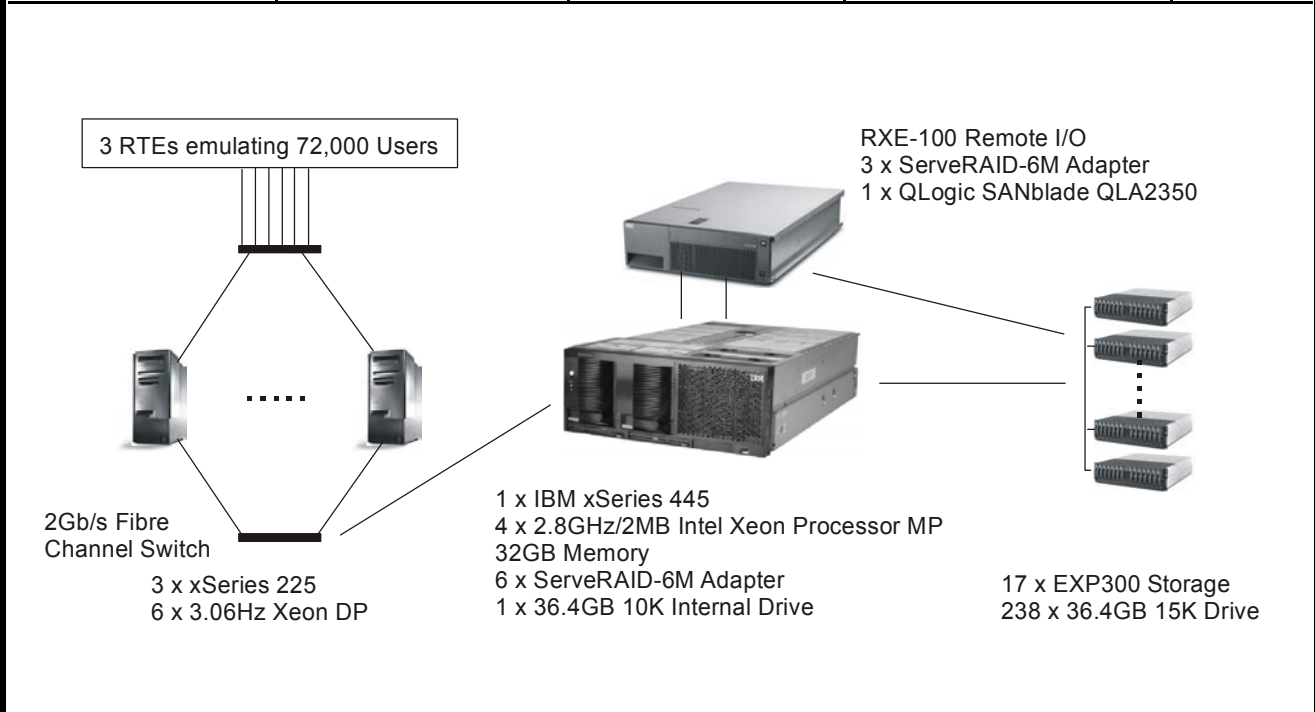 3 RTEs emulating 72,000 Users
RXE-100 Remote I/O
3 x ServeRAID-6M Adapter
1 x QLogic SANblade QLA2350
IBM
2Gb/s Fibre
Channel Switch
3 x xSeries 225
6 x 3.06Hz Xeon DP
1 x IBM xSeries 445
4 x 2.8GHz/2MB Intel Xeon Processor MP
32GB Memory
6 x ServeRAID-6M Adapter
1 x 36.4GB 10K Internal Drive
17 x EXP300 Storage
238 x 36.4GB 15K Drive